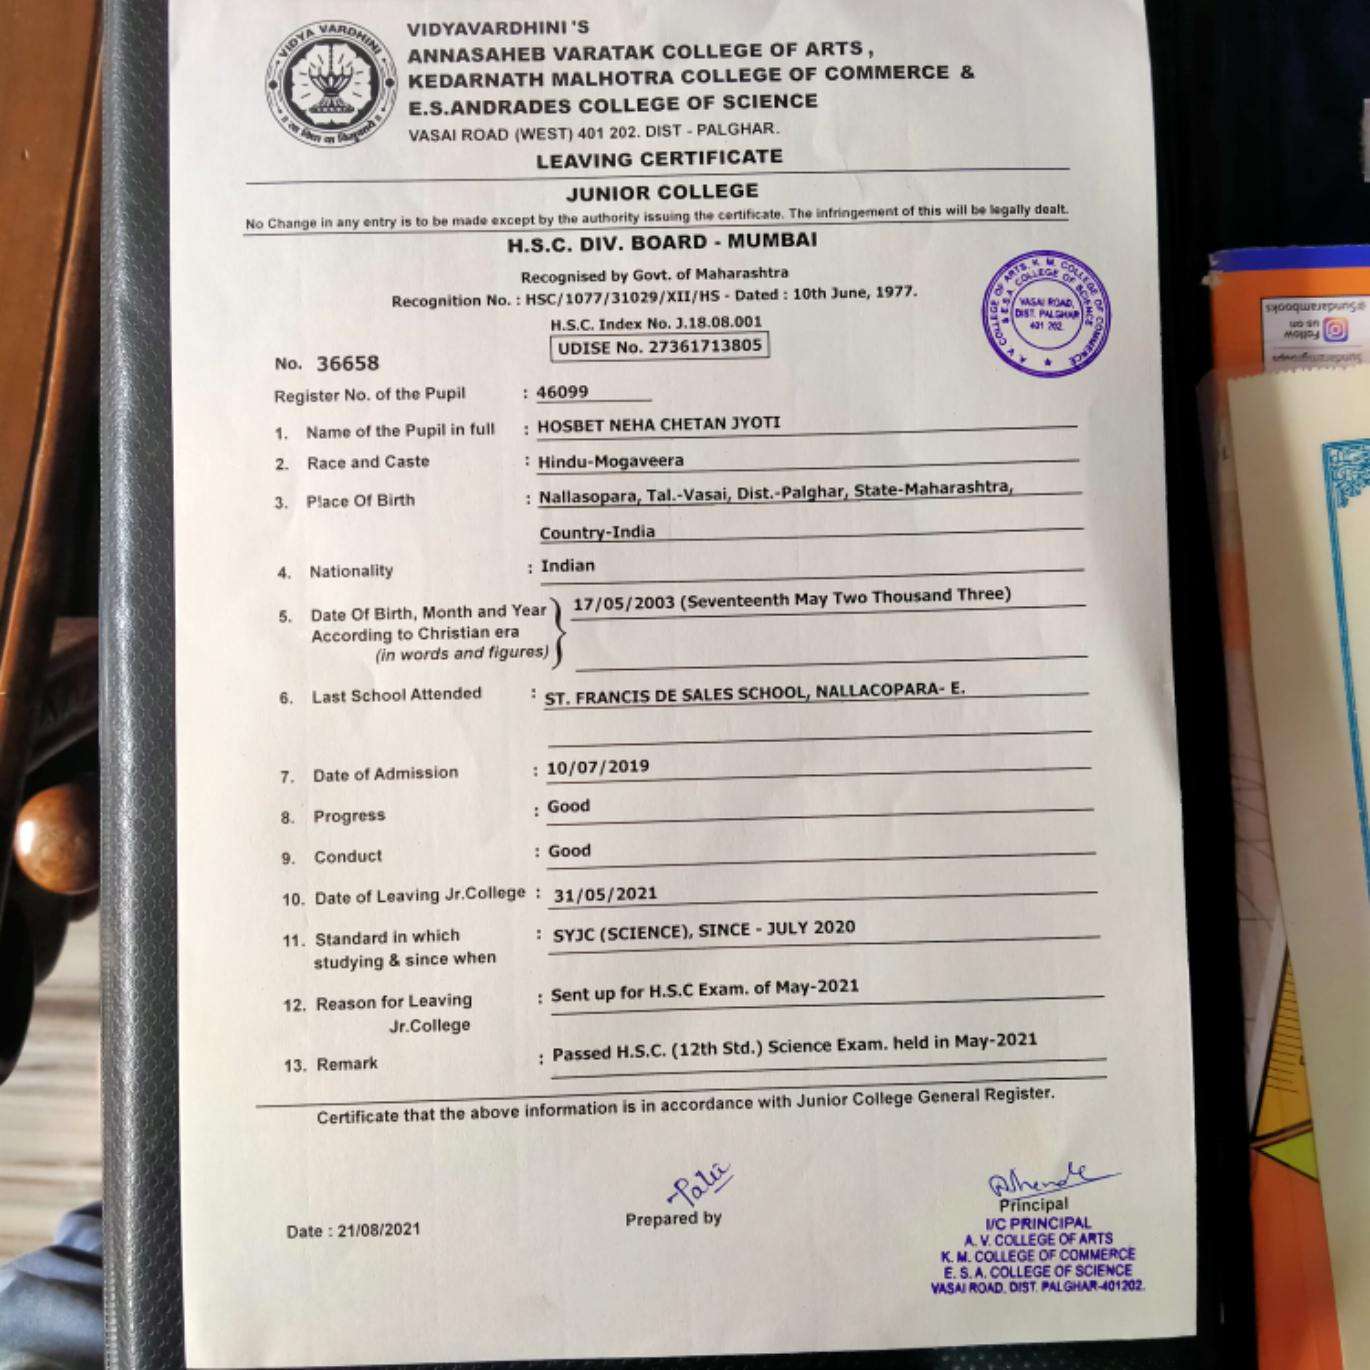 VIDYA VARDHINI
VIDYAVARDHINI'S
ANNASAHEB VARATAK COLLEGE OF ARTS,
KEDARNATH MALHOTRA COLLEGE OF COMMERCE &
E.S.ANDRADES COLLEGE OF SCIENCE
VASAI ROAD (WEST) 401 202. DIST - PALGHAR.
LEAVING CERTIFICATE
JUNIOR COLLEGE
No Change in any entry is to be made except by the authority issuing the certificate. The infringement of this will be legally dealt.
H.S.C. DIV. BOARD - MUMBAI
Recognised by Govt. of Maharashtra
Recognition No. : HSC/1077/31029/XII/HS - Dated : 10th June, 1977.
H.S.C. Index No. J.18.08.001
UDISE No. 27361713805
A. V. COLLEGE OF ARTS, K. M. COLLEGE OF COMMERCE
& E.S.A. COLLEGE OF SCIENCE
VASAI ROAD,
DIST. PALGHAR
401 202.
No. 36658
Register No. of the Pupil : 46099
1. Name of the Pupil in full : HOSBET NEHA CHETAN JYOTI
2. Race and Caste : Hindu-Mogaveera
3. Place Of Birth : Nallasopara, Tal.-Vasai, Dist.-Palghar, State-Maharashtra,
Country-India
4. Nationality : Indian
5. Date Of Birth, Month and Year 17/05/2003 (Seventeenth May Two Thousand Three)
According to Christian era
(in words and figures)
6. Last School Attended : ST. FRANCIS DE SALES SCHOOL, NALLACOPARA- E.
7. Date of Admission : 10/07/2019
8. Progress : Good
9. Conduct : Good
10. Date of Leaving Jr.College : 31/05/2021
11. Standard in which : SYJC (SCIENCE), SINCE - JULY 2020
studying & since when
12. Reason for Leaving : Sent up for H.S.C Exam. of May-2021
Jr.College
13. Remark : Passed H.S.C. (12th Std.) Science Exam. held in May-2021
Certificate that the above information is in accordance with Junior College General Register.
Date : 21/08/2021
Prepared by
Principal
I/C PRINCIPAL
A. V. COLLEGE OF ARTS
K. M. COLLEGE OF COMMERCE
E. S. A. COLLEGE OF SCIENCE
VASAI ROAD, DIST. PALGHAR-401202.
@Sundarambooks
Follow
us on